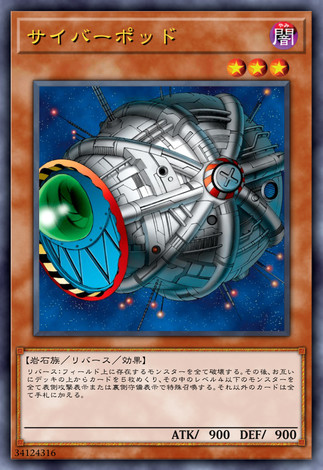 サイバーポッド
闇
やみ
【岩石族／リバース／効果】
リバース：フィールド上に存在するモンスターを全て破壊する。その後、お互い
にデッキの上からカードを５枚めくり、その中のレベル４以下のモンスターを
全て表側攻撃表示または裏側守備表示で特殊召喚する。それ以外のカードは全
て手札に加える。
ATK/ 900 DEF/ 900
34124316